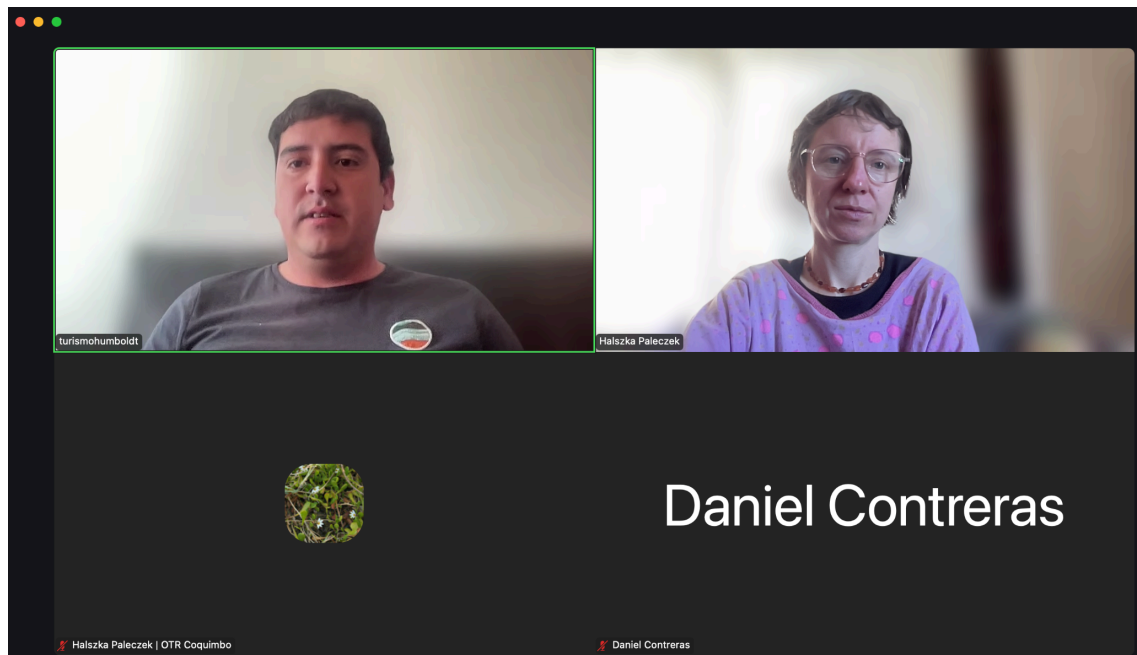 turismohumboldt
Halszka Paleczek
Daniel Contreras
Halszka Paleczek | OTR Coquimbo
Daniel Contreras